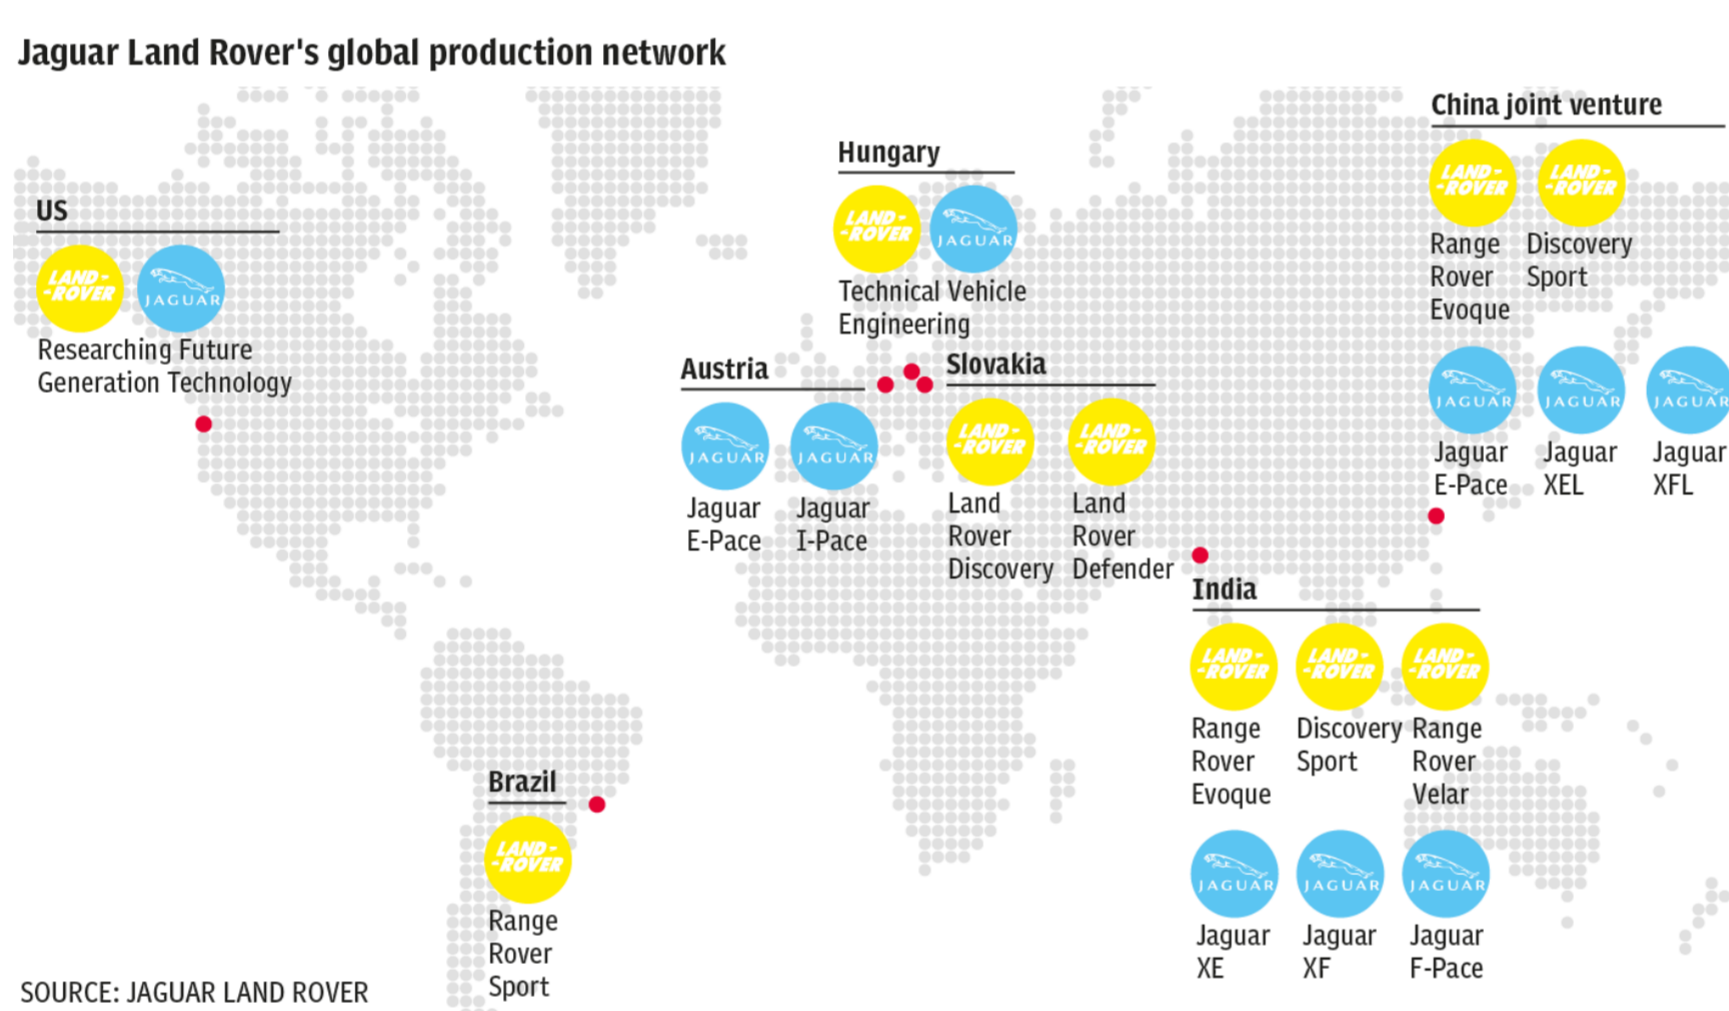 Jaguar Land Rover's global production network
US
LAND-
-ROVER
JAGUAR
Researching Future
Generation Technology
Hungary
LAND-
-ROVER
JAGUAR
Technical Vehicle
Engineering
Austria
JAGUAR
JAGUAR
Jaguar
E-Pace
Jaguar
I-Pace
Slovakia
LAND-
-ROVER
LAND-
-ROVER
Land
Rover
Discovery
Land
Rover
Defender
China joint venture
LAND-
-ROVER
LAND-
-ROVER
Range
Rover
Evoque
Discovery
Sport
JAGUAR
JAGUAR
JAGUAR
Jaguar
E-Pace
Jaguar
XEL
Jaguar
XFL
India
LAND-
-ROVER
LAND-
-ROVER
LAND-
-ROVER
Range
Rover
Evoque
Discovery
Sport
Range
Rover
Velar
JAGUAR
JAGUAR
JAGUAR
Jaguar
XE
Jaguar
XF
Jaguar
F-Pace
Brazil
LAND-
-ROVER
Range
Rover
Sport
SOURCE: JAGUAR LAND ROVER